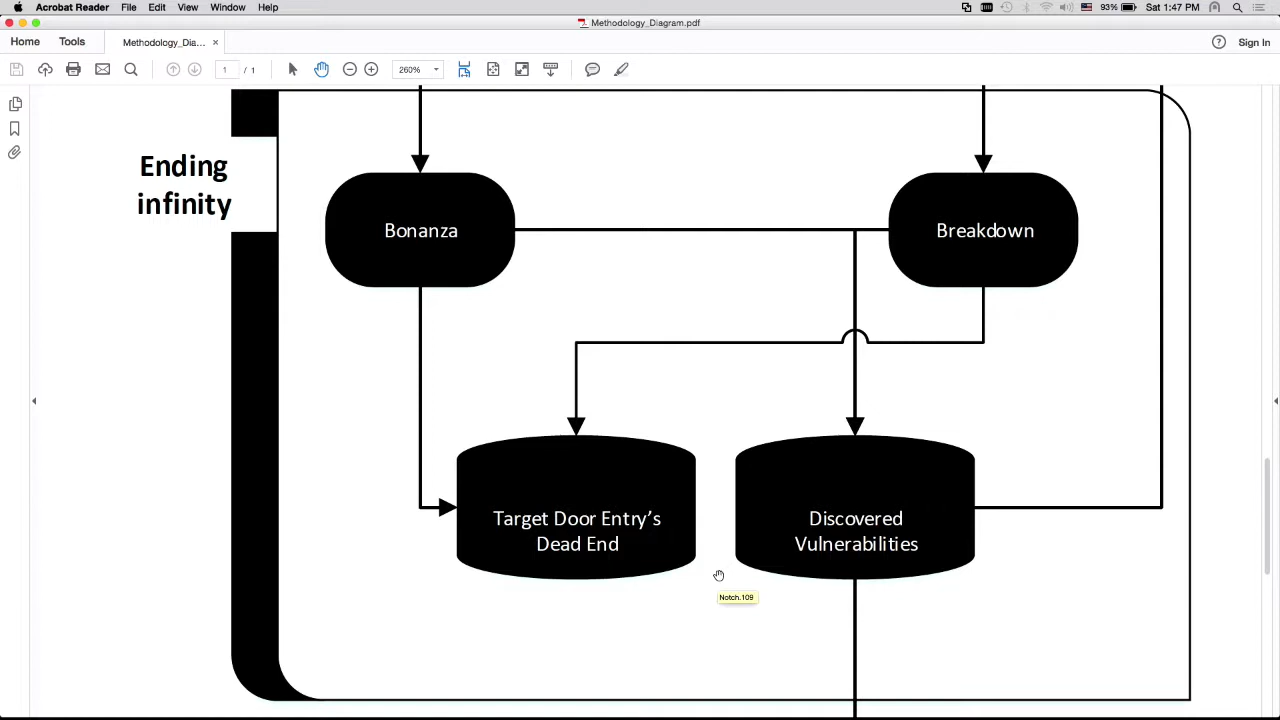 Acrobat Reader File Edit View Window Help
93% Sat 1:47 PM
Methodology_Diagram.pdf
Home Tools Methodology_Dia... × ? Sign In
1 / 1 260%
Ending
infinity
Bonanza
Breakdown
Target Door Entry’s
Dead End
Discovered
Vulnerabilities
Notch.109